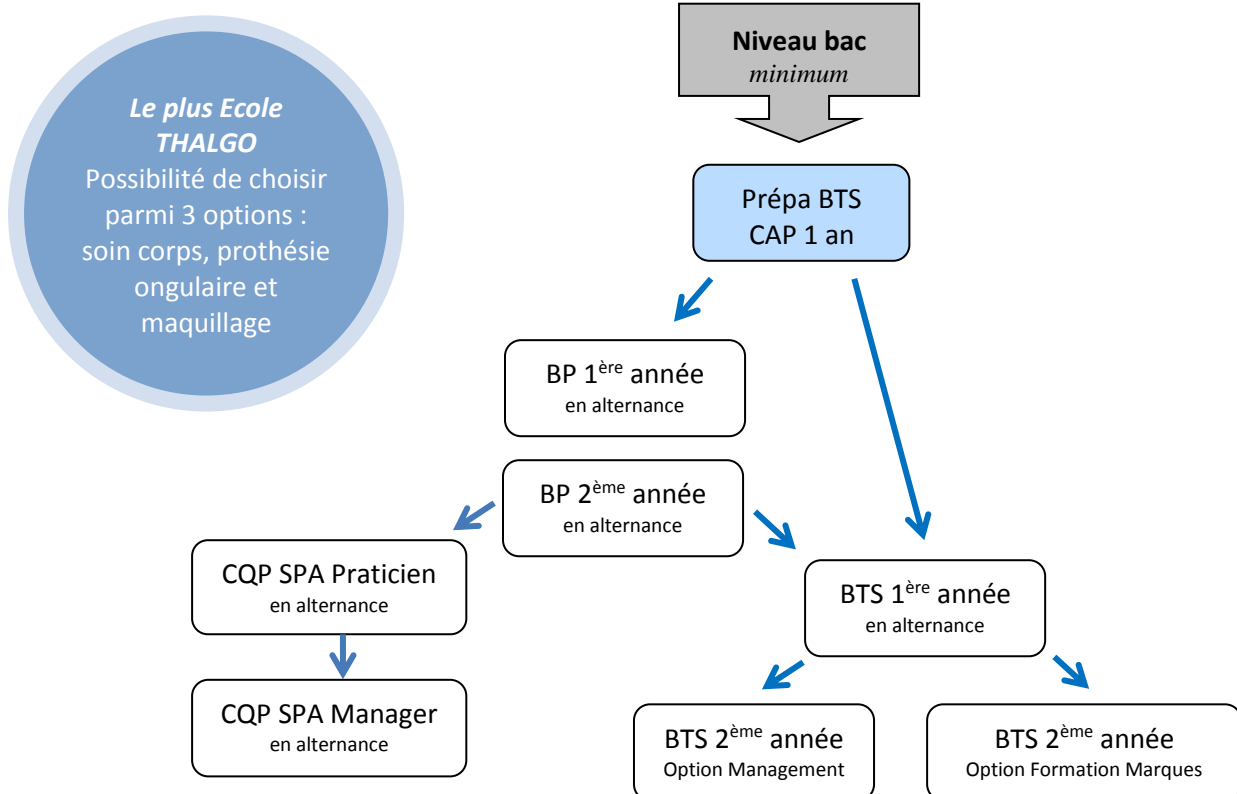 Niveau bac
minimum
Le plus Ecole
THALGO
Possibilité de choisir
parmi 3 options :
soin corps, prothésie
ongulaire et
maquillage
Prépa BTS
CAP 1 an
BP 1ère année
en alternance
BP 2ème année
en alternance
CQP SPA Praticien
en alternance
BTS 1ère année
en alternance
CQP SPA Manager
en alternance
BTS 2ème année
Option Management
BTS 2ème année
Option Formation Marques